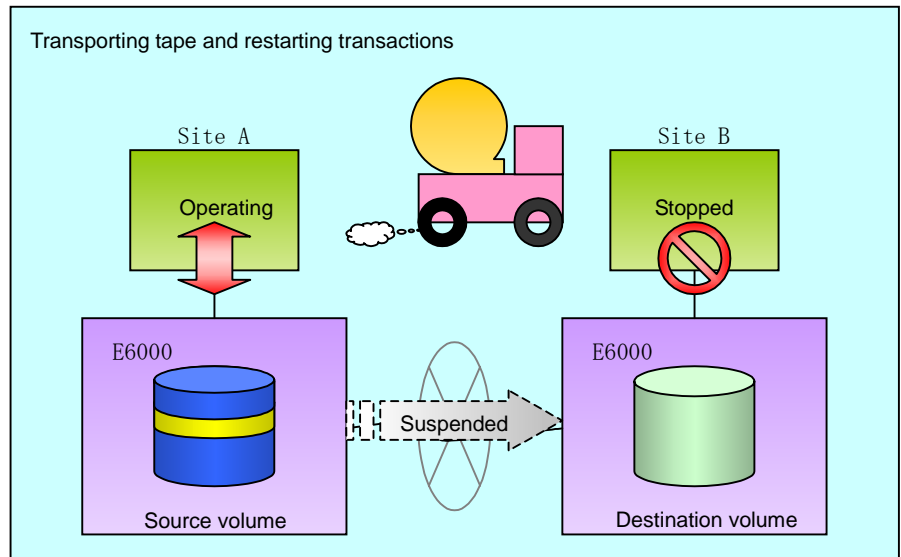 Transporting tape and restarting transactions
Site A
Site B
Operating
Stopped
E6000
E6000
Suspended
Source volume
Destination volume